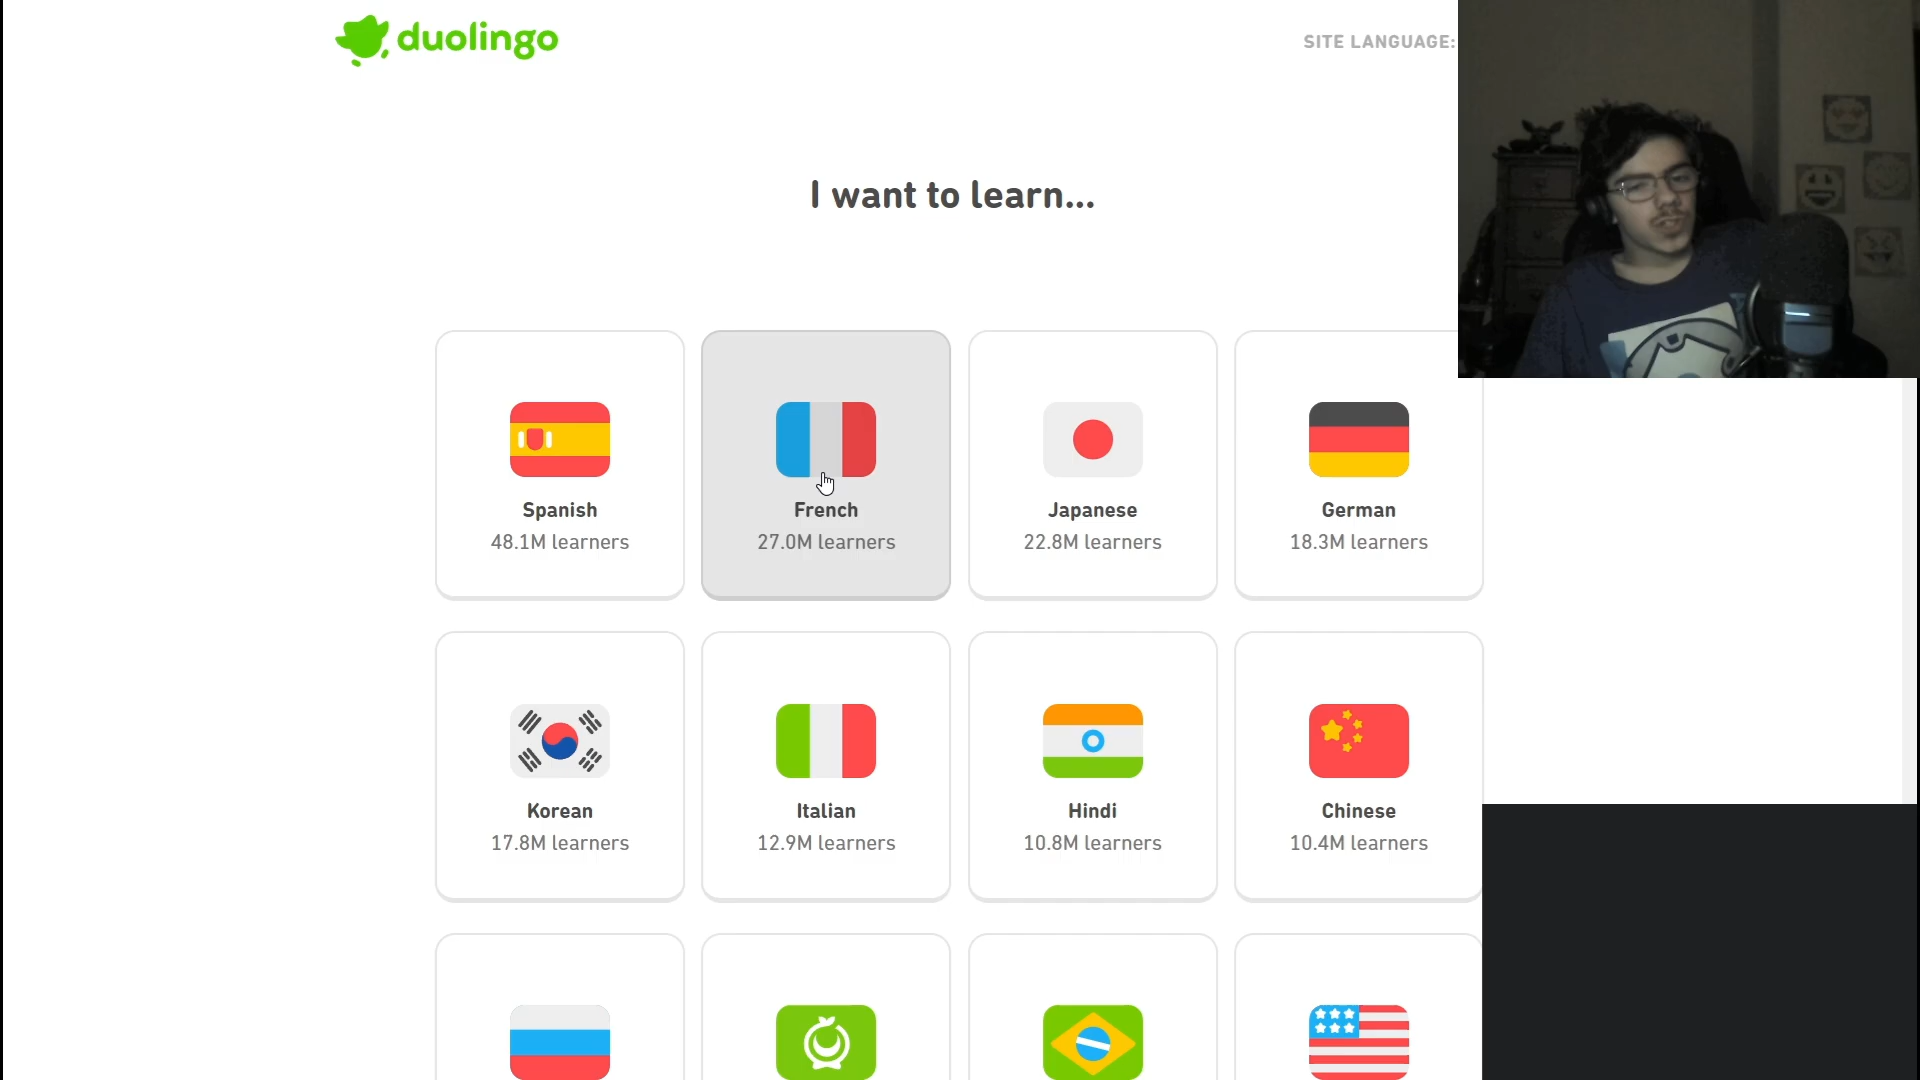 duolingo
SITE LANGUAGE:
I want to learn...
Spanish
48.1M learners
French
27.0M learners
Japanese
22.8M learners
German
18.3M learners
Korean
17.8M learners
Italian
12.9M learners
Hindi
10.8M learners
Chinese
10.4M learners